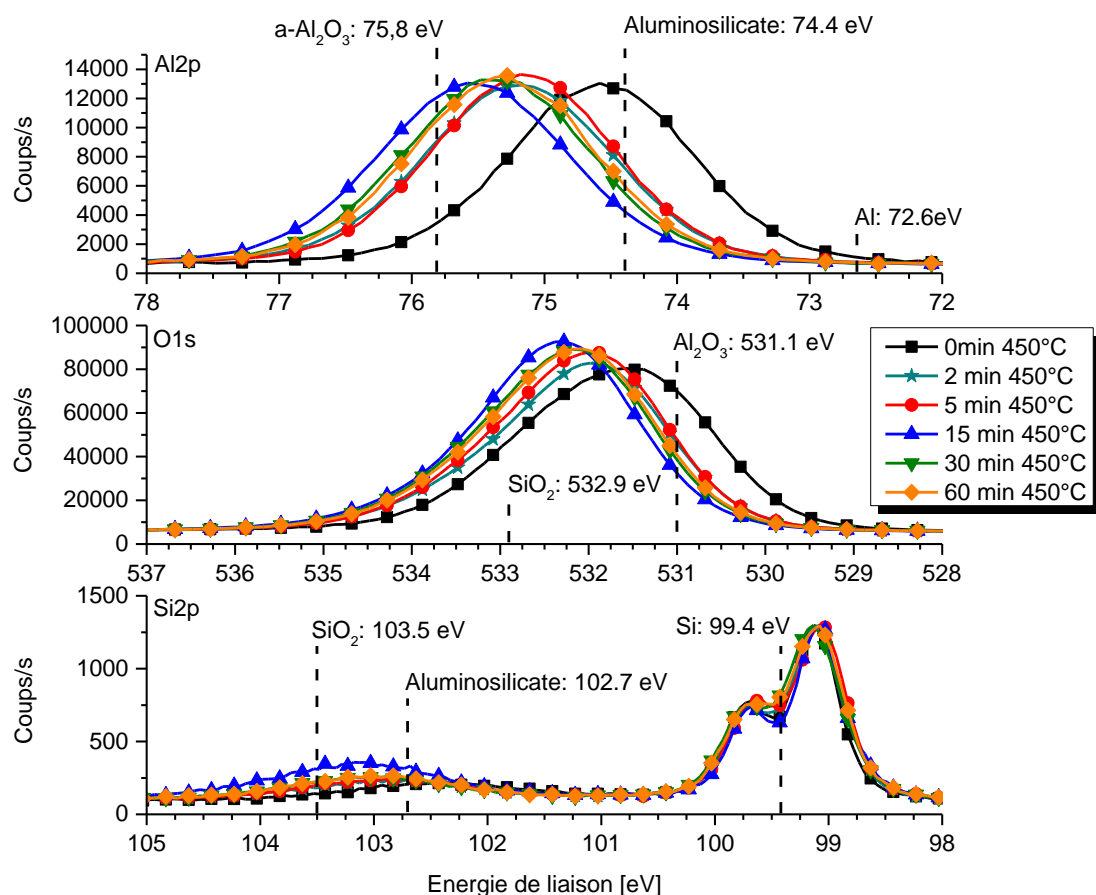 a-Al₂O₃: 75,8 eV
Aluminosilicate: 74.4 eV
Al2p
14000
12000
10000
8000
6000
4000
2000
0
Coups/s
Al: 72.6eV
78 77 76 75 74 73 72
O1s
100000
80000
60000
40000
20000
0
Coups/s
Al₂O₃: 531.1 eV
SiO₂: 532.9 eV
537 536 535 534 533 532 531 530 529 528
0min 450°C
2 min 450°C
5 min 450°C
15 min 450°C
30 min 450°C
60 min 450°C
Si2p
1500
1000
500
0
Coups/s
SiO₂: 103.5 eV
Si: 99.4 eV
Aluminosilicate: 102.7 eV
105 104 103 102 101 100 99 98
Energie de liaison [eV]